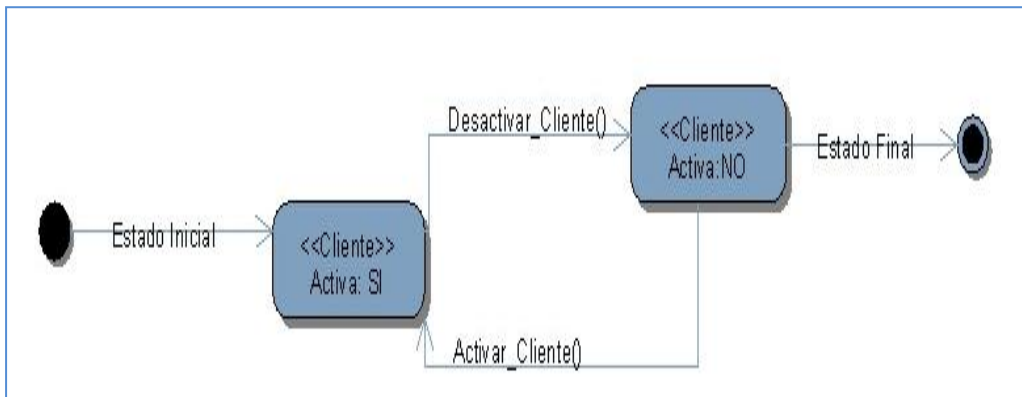 Desactivar_Cliente()
<<Cliente>>
Activa:NO
Estado Final
Estado Inicial
<<Cliente>>
Activa: SI
Activar_Cliente()